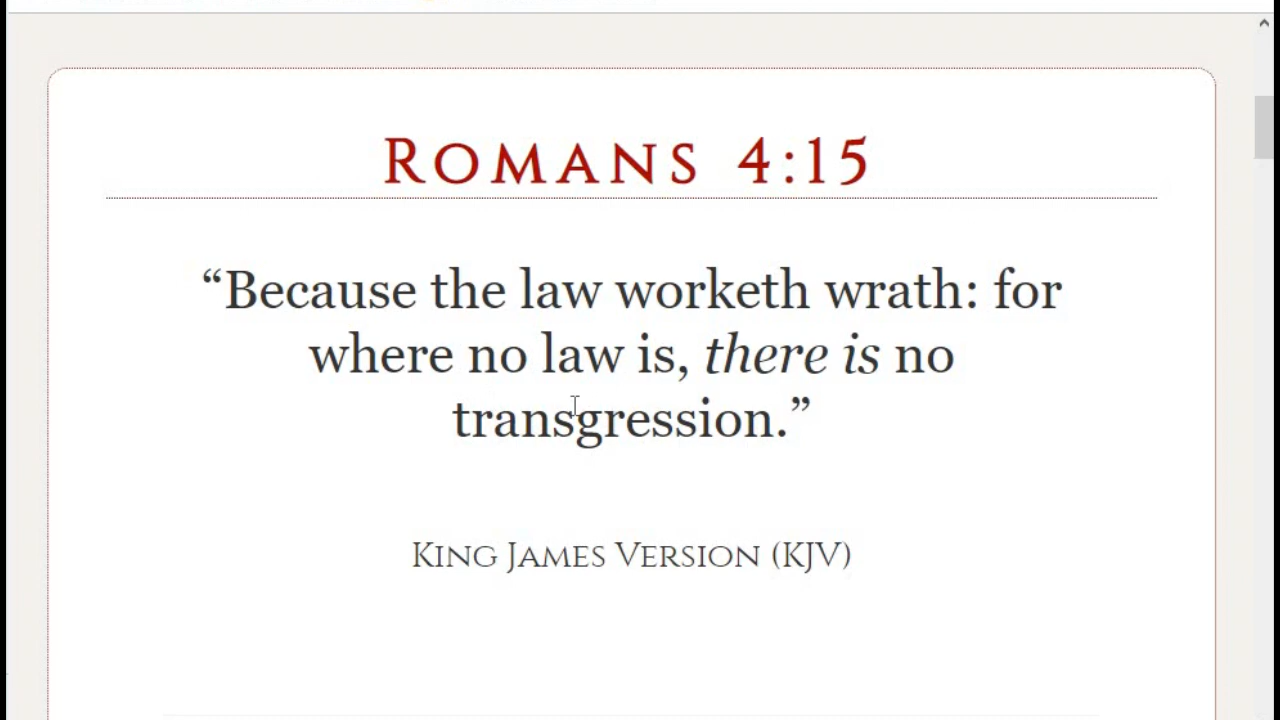 Romans 4:15
“Because the law worketh wrath: for
where no law is, there is no
transgression.”
King James Version (KJV)